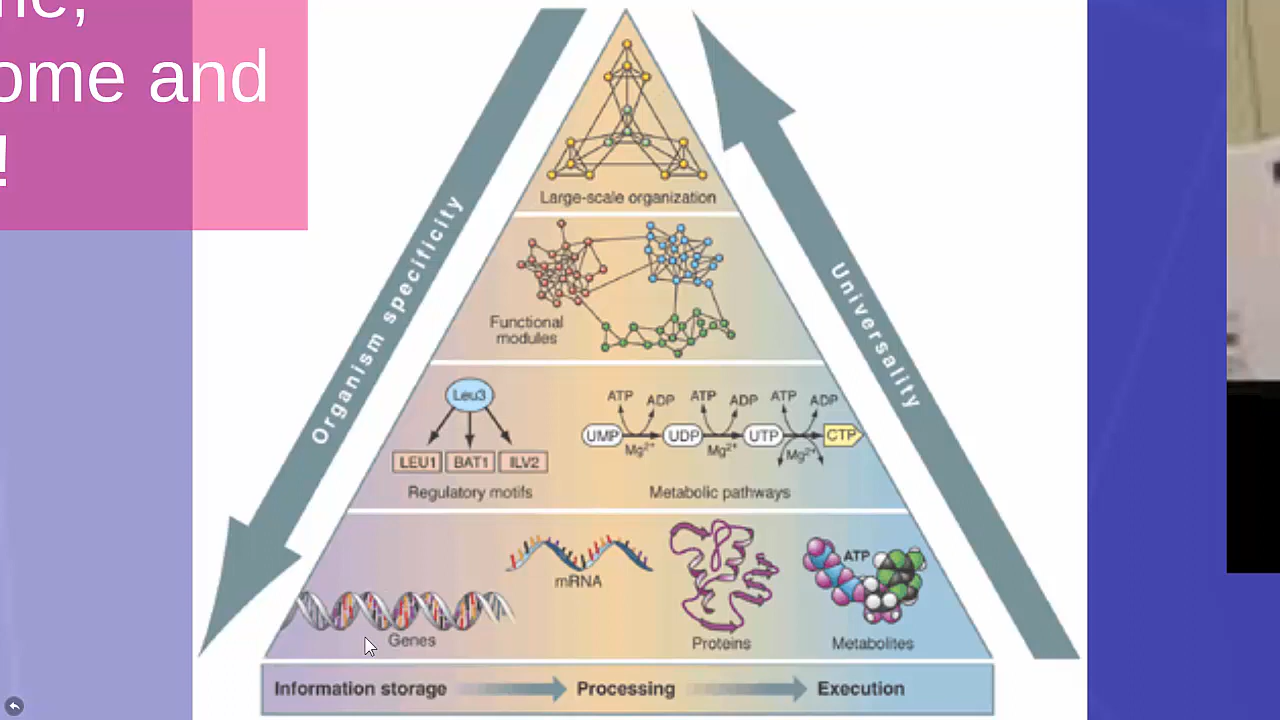 ome and
!
Large-scale organization
Organism specificity
Universality
Functional
modules
Leu3
LEU1 BAT1 ILV2
Regulatory motifs
ATP ADP ATP ADP ATP ADP
UMP UDP UTP CTP
Mg2+ Mg2+ Mg2+
Metabolic pathways
mRNA
ATP
Genes
Proteins
Metabolites
Information storage Processing Execution